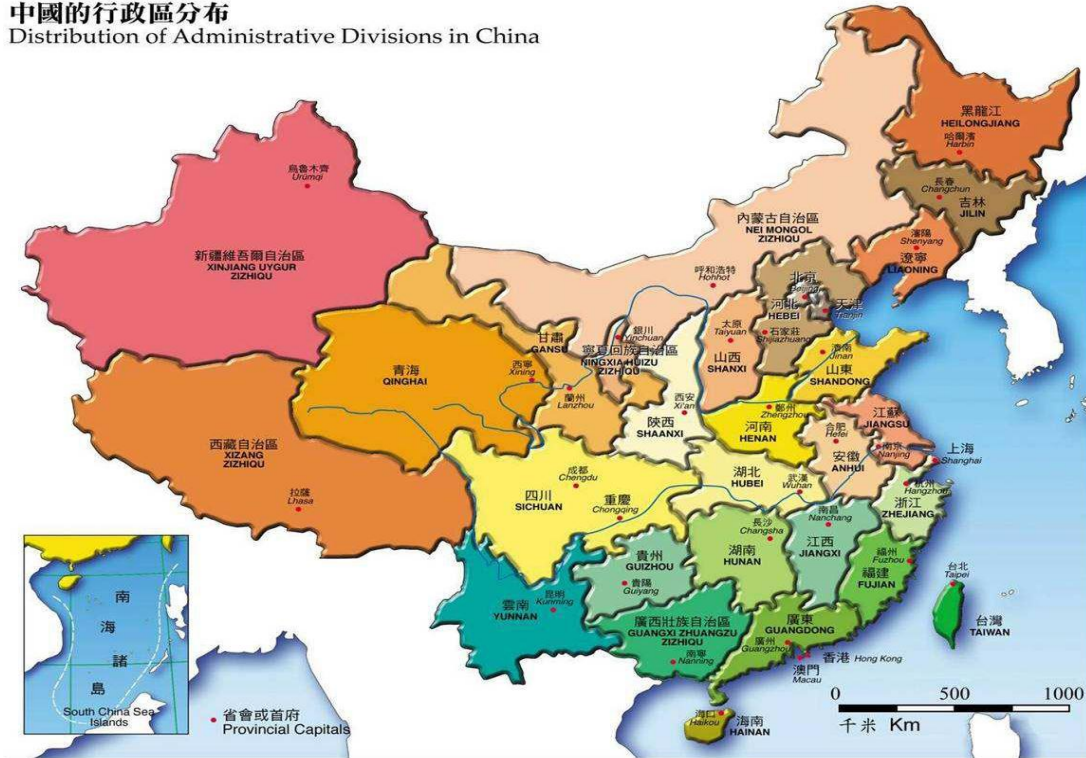 中國的行政區分布
Distribution of Administrative Divisions in China
黑龍江
HEILONGJIANG
哈爾濱
Harbin
長春
Changchun
吉林
JILIN
烏魯木齊
Urümqi
內蒙古自治區
NEI MONGOL
ZIZHIQU
瀋陽
Shenyang
遼寧
LIAONING
新疆維吾爾自治區
XINJIANG UYGUR
ZIZHIQU
呼和浩特
Hohhot
北京
Beijing
河北
HEBEI
天津
Tianjin
石家莊
Shijiazhuang
太原
Taiyuan
山西
SHANXI
銀川
Yinchuan
甘肅
GANSU
寧夏回族自治區
NINGXIA HUIZU
ZIZHIQU
濟南
Jinan
山東
SHANDONG
青海
QINGHAI
西寧
Xining
蘭州
Lanzhou
西安
Xi'an
陝西
SHAANXI
鄭州
Zhengzhou
河南
HENAN
江蘇
JIANGSU
合肥
Hefei
安徽
ANHUI
南京
Nanjing
上海
Shanghai
西藏自治區
XIZANG
ZIZHIQU
拉薩
Lhasa
成都
Chengdu
四川
SICHUAN
重慶
Chongqing
湖北
HUBEI
武漢
Wuhan
杭州
Hangzhou
浙江
ZHEJIANG
長沙
Changsha
湖南
HUNAN
南昌
Nanchang
江西
JIANGXI
貴州
GUIZHOU
貴陽
Guiyang
福州
Fuzhou
福建
FUJIAN
台北
Taipei
台灣
TAIWAN
昆明
Kunming
雲南
YUNNAN
廣西壯族自治區
GUANGXI ZHUANGZU
ZIZHIQU
南寧
Nanning
廣東
GUANGDONG
廣州
Guangzhou
香港 Hong Kong
澳門
Macau
海口
Haikou
海南
HAINAN
南
海
諸
島
South China Sea
Islands
省會或首府
Provincial Capitals
0 500 1000
千米 Km